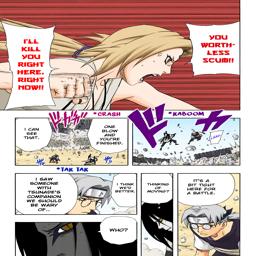 YOU
WORTH-
LESS
SCUM!!
I'LL
KILL
YOU
RIGHT
HERE,
RIGHT
NOW!!
*KABOOM
*CRASH
ONE
BLOW
AND
YOU'RE
FINISHED.
I CAN
SEE
THAT.
*TAK TAK
IT'S A
BIT TIGHT
HERE FOR
A BATTLE.
THINKING
OF
MOVING?
I THINK
WE'D
BETTER.
I SAW
SOMEONE
WITH
TSUNADE'S
COMPANION
WE SHOULD
BE WARY
OF...
WHO?